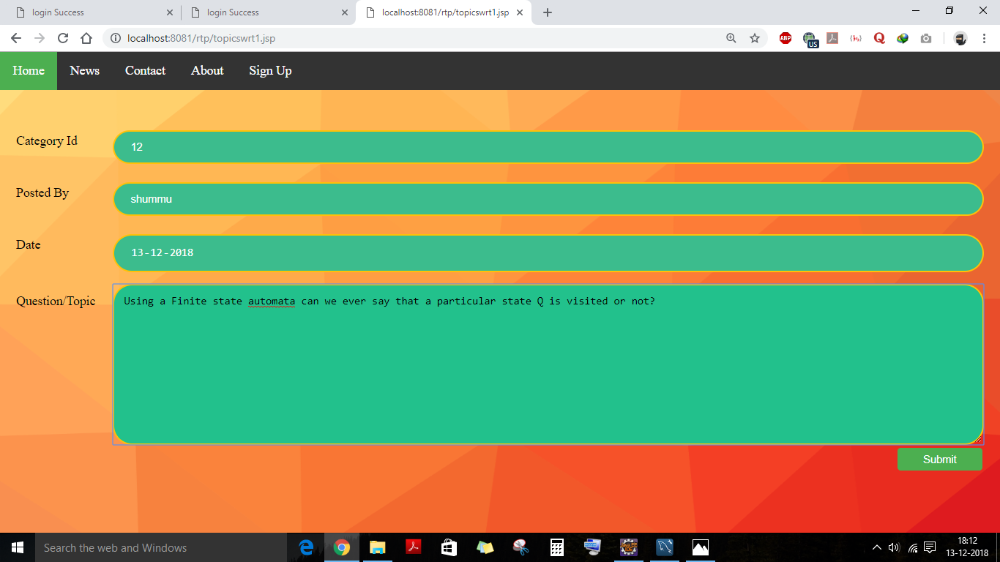 login Success
login Success
localhost:8081/rtp/topicswrt1.jsp
localhost:8081/rtp/topicswrt1.jsp
ABP
US
Q
Home News Contact About Sign Up
Category Id 12
Posted By shummu
Date 13-12-2018
Question/Topic Using a Finite state automata can we ever say that a particular state Q is visited or not?
Submit
Search the web and Windows
18:12
13-12-2018